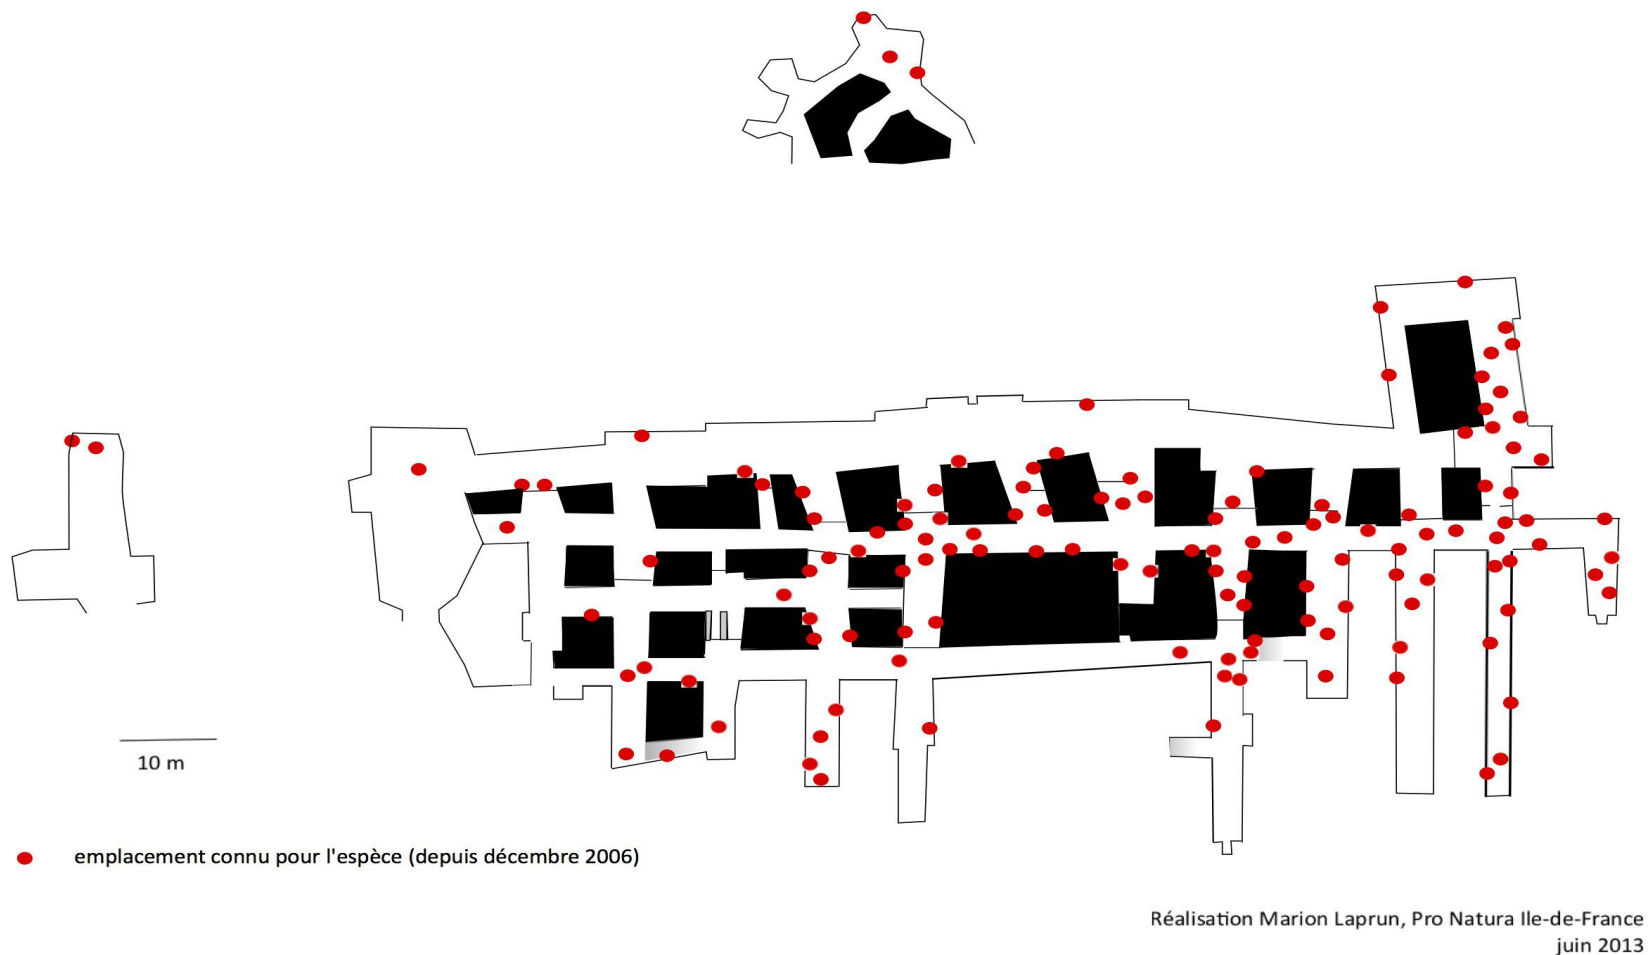 10 m
emplacement connu pour l'espèce (depuis décembre 2006)
Réalisation Marion Laprun, Pro Natura Ile-de-France
juin 2013